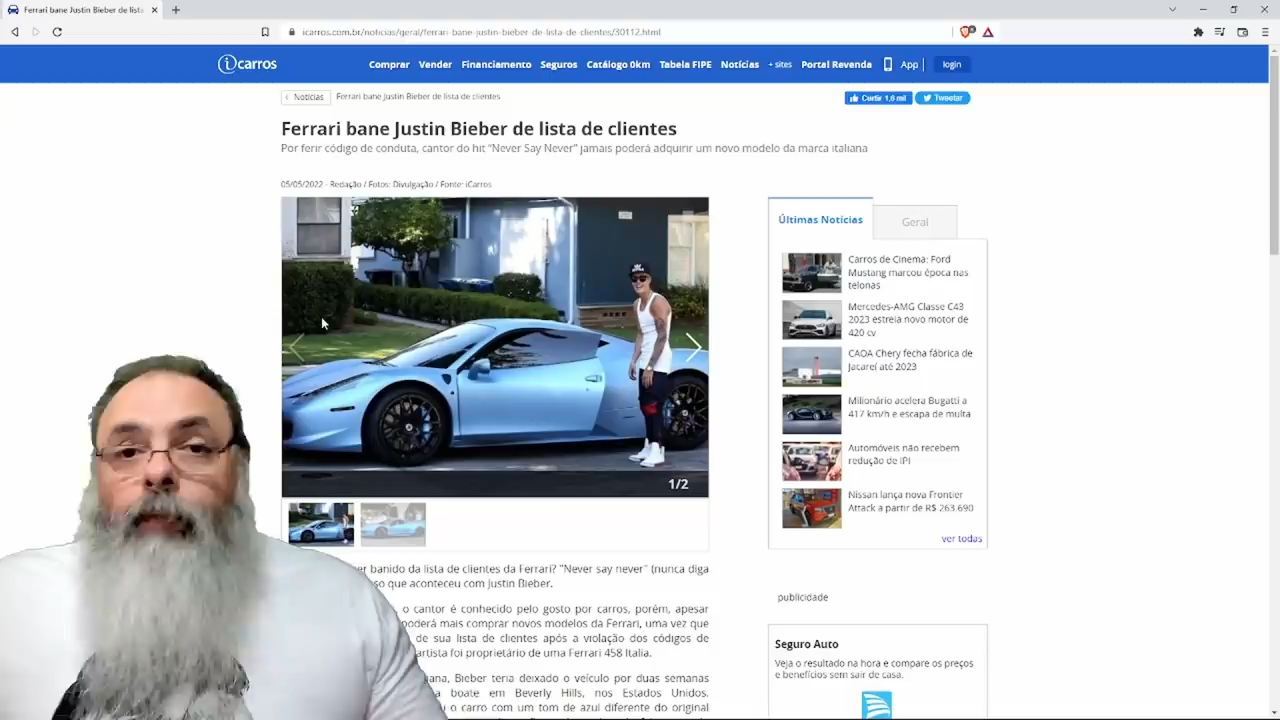 Ferrari bane Justin Bieber de lista
icarros.com.br/noticias/geral/ferrari-bane-justin-bieber-de-lista-de-clientes/30112.html
icarros
Comprar Vender Financiamento Seguros Catálogo 0km Tabela FIPE Notícias + sites Portal Revenda App login
Notícias Ferrari bane Justin Bieber de lista de clientes
Curtir 1,6 mil Tweetar
Ferrari bane Justin Bieber de lista de clientes
Por ferir código de conduta, cantor do hit "Never Say Never" jamais poderá adquirir um novo modelo da marca italiana
05/05/2022 - Redação / Fotos: Divulgação / Fonte: iCarros
1/2
er banido da lista de clientes da Ferrari? "Never say never" (nunca diga
so que aconteceu com Justin Bieber.
, o cantor é conhecido pelo gosto por carros, porém, apesar
poderá mais comprar novos modelos da Ferrari, uma vez que
de sua lista de clientes após a violação dos códigos de
artista foi proprietário de uma Ferrari 458 Italia.
ana, Bieber teria deixado o veículo por duas semanas
a boate em Beverly Hills, nos Estados Unidos.
u o carro com um tom de azul diferente do original
Últimas Notícias
Geral
Carros de Cinema: Ford
Mustang marcou época nas
telonas
Mercedes-AMG Classe C43
2023 estreia novo motor de
420 cv
CAOA Chery fecha fábrica de
Jacareí até 2023
Milionário acelera Bugatti a
417 km/h e escapa de multa
Automóveis não recebem
redução de IPI
Nissan lança nova Frontier
Attack a partir de R$ 263.690
ver todas
publicidade
Seguro Auto
Veja o resultado na hora e compare os preços
e benefícios sem sair de casa.